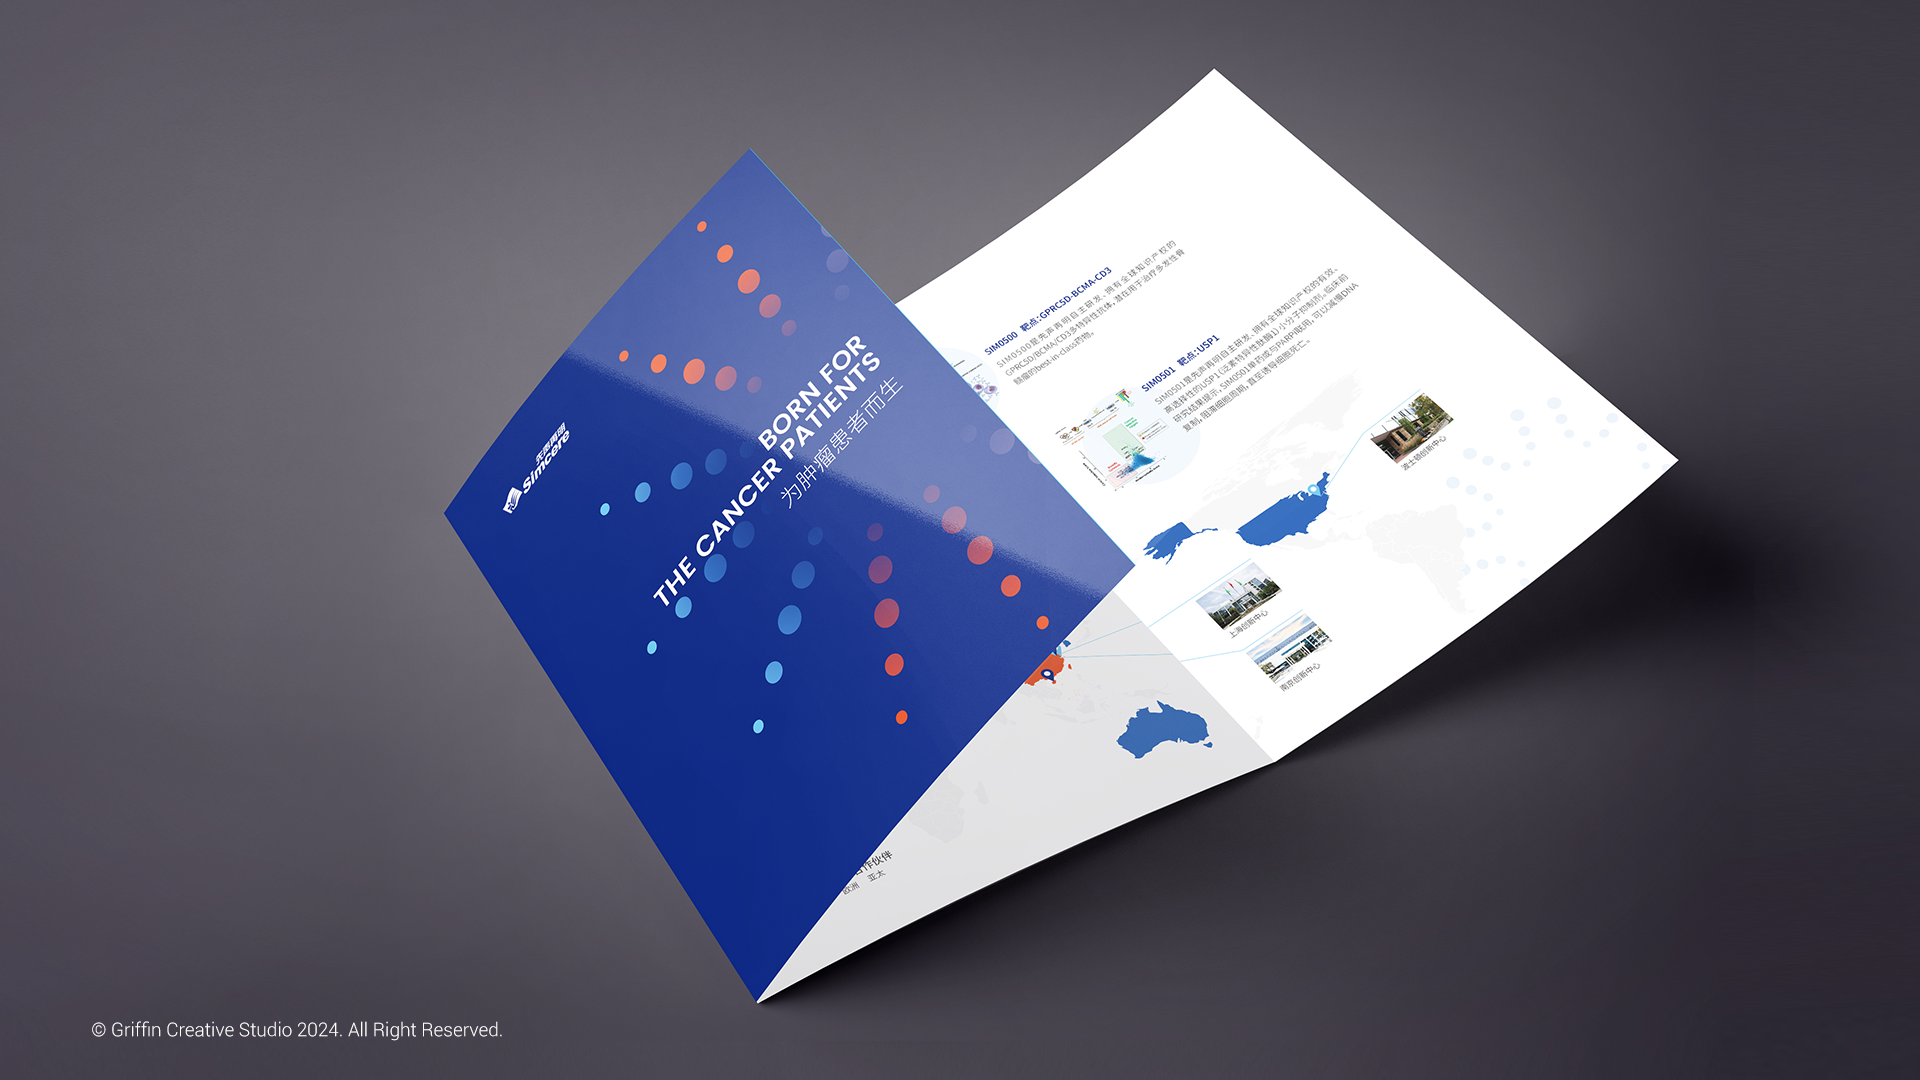 先声再明
Simcere
BORN FOR
THE CANCER PATIENTS
为肿瘤患者而生
SIM0500 靶点：GPRC5D-BCMA-CD3
SIM0500是先声再明自主研发、拥有全球知识产权的
GPRC5D/BCMA/CD3多特异性抗体，潜在用于治疗多发性骨
髓瘤的best-in-class药物。
SIM0501 靶点：USP1
SIM0501是先声再明自主研发、拥有全球知识产权的有效、
高选择性的USP1（泛素特异性肽酶1）小分子抑制剂。临床前
研究结果提示，SIM0501单药或与PARPi联用，可以减慢DNA
复制，阻滞细胞周期，直至诱导细胞死亡。
波士顿创新中心
上海创新中心
南京创新中心
合作伙伴
欧洲 亚太
© Griffin Creative Studio 2024. All Right Reserved.